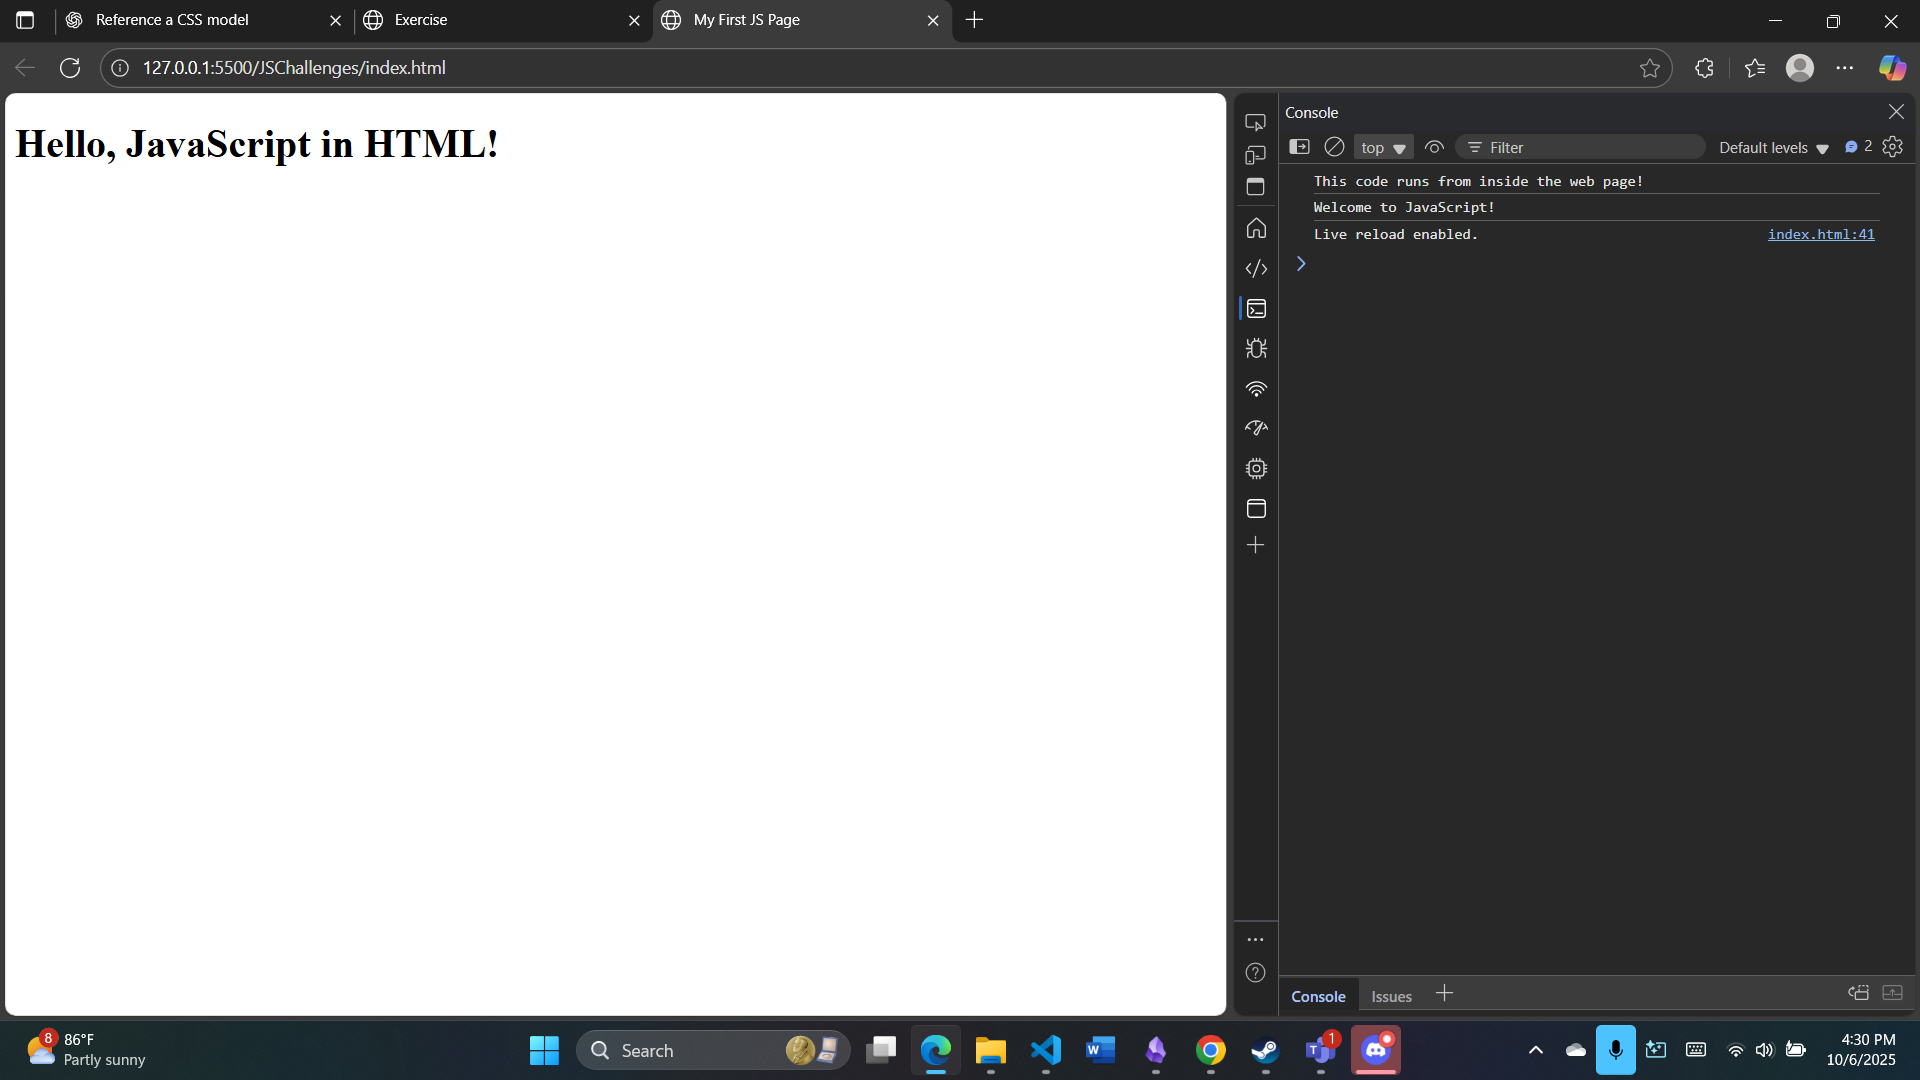 Reference a CSS model
Exercise
My First JS Page
127.0.0.1:5500/JSChallenges/index.html
Hello, JavaScript in HTML!
Console
top
Filter
Default levels
2
This code runs from inside the web page!
Welcome to JavaScript!
Live reload enabled. index.html:41
Console
Issues
8
86°F
Partly sunny
Search
W
T
1
4:30 PM
10/6/2025